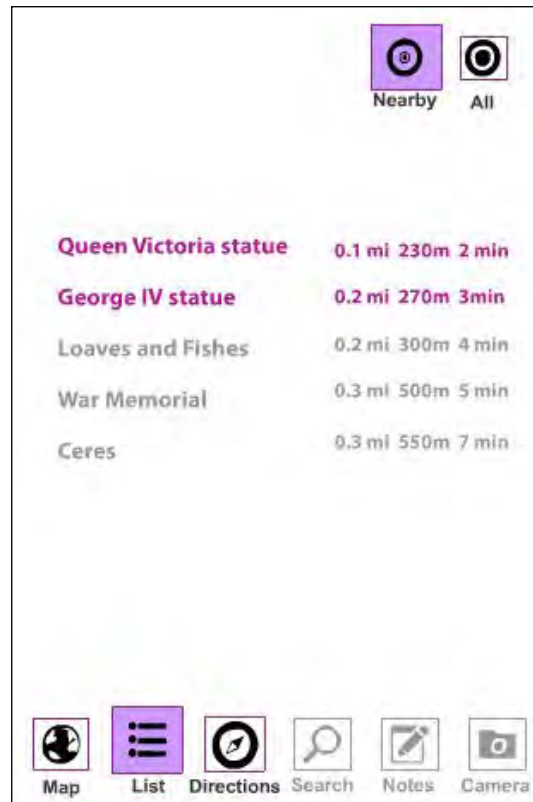 Nearby All
Queen Victoria statue 0.1 mi 230m 2 min
George IV statue 0.2 mi 270m 3min
Loaves and Fishes 0.2 mi 300m 4 min
War Memorial 0.3 mi 500m 5 min
Ceres 0.3 mi 550m 7 min
Map List Directions Search Notes Camera